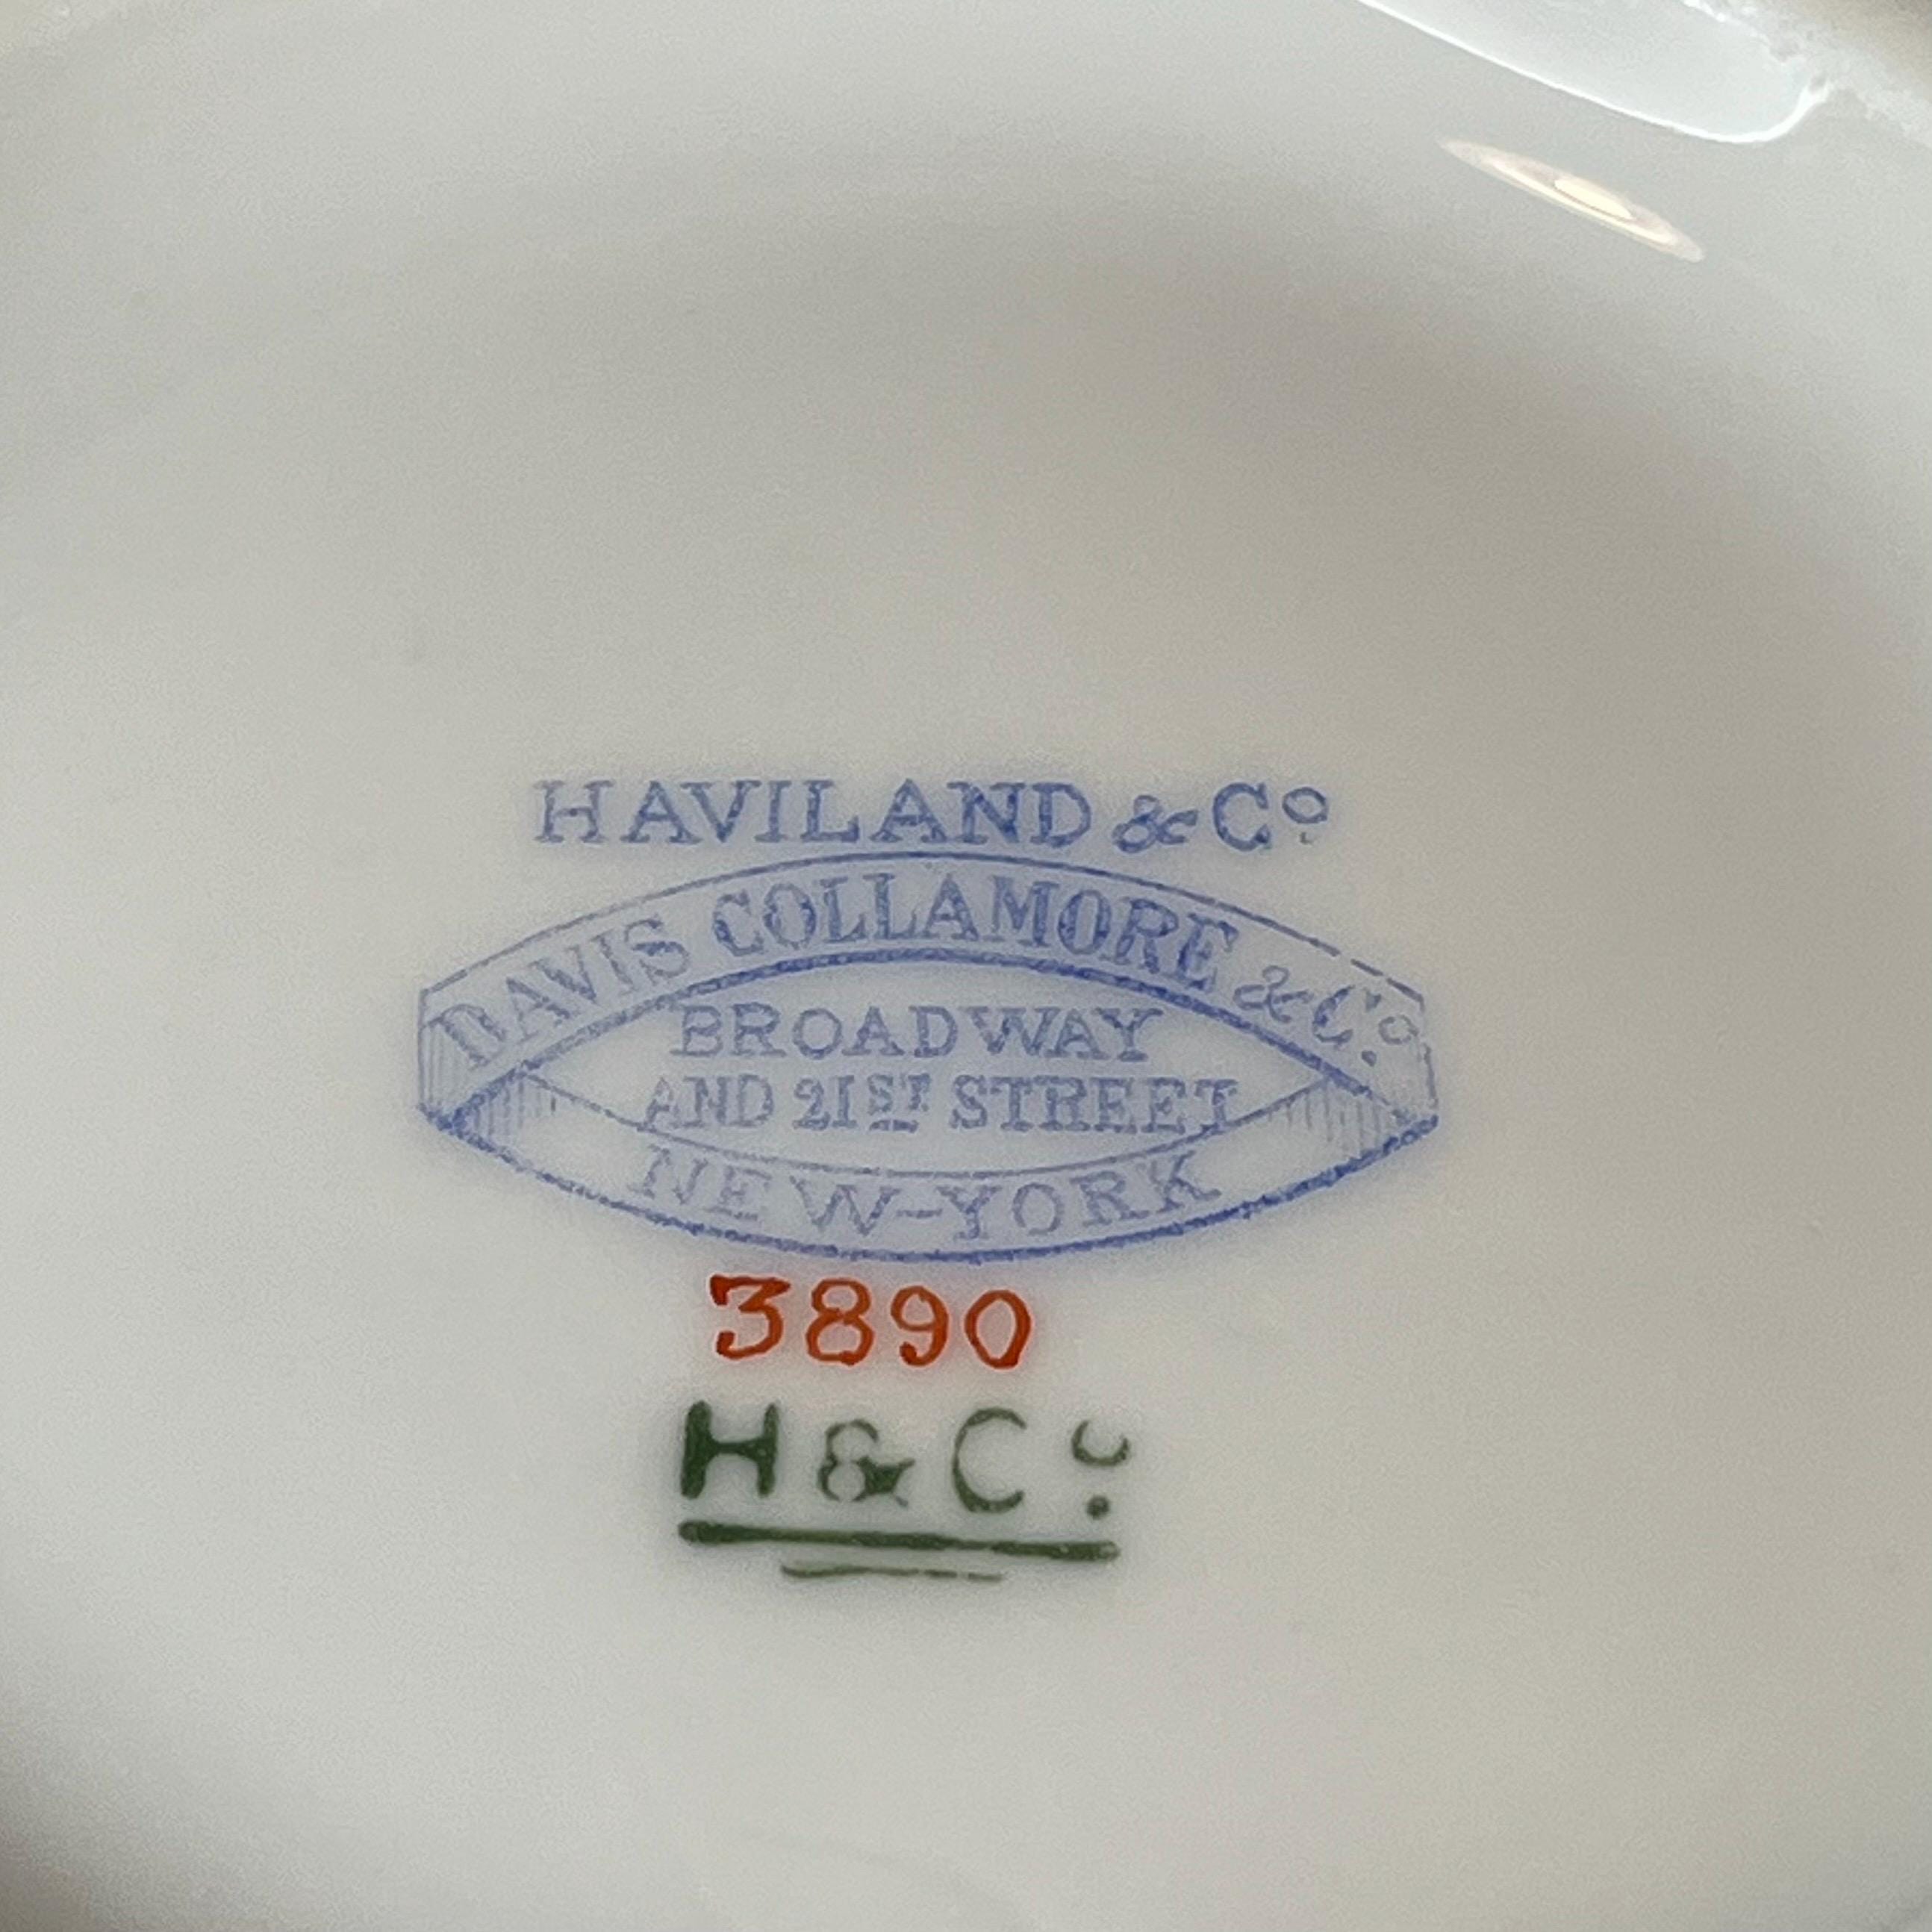 HAVILAND & Cº
DAVIS COLLAMORE & Cº
BROADWAY
AND 21ST STREET
NEW-YORK
3890
H & Cº